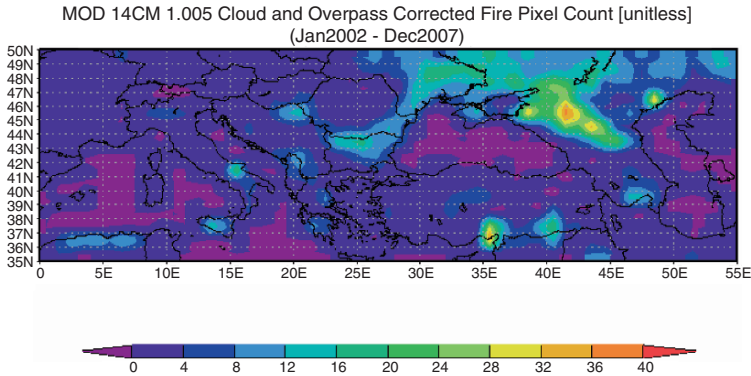 MOD 14CM 1.005 Cloud and Overpass Corrected Fire Pixel Count [unitless]
(Jan2002 - Dec2007)
50N
49N
48N
47N
46N
45N
44N
43N
42N
41N
40N
39N
38N
37N
36N
35N
0 5E 10E 15E 20E 25E 30E 35E 40E 45E 50E 55E
0 4 8 12 16 20 24 28 32 36 40